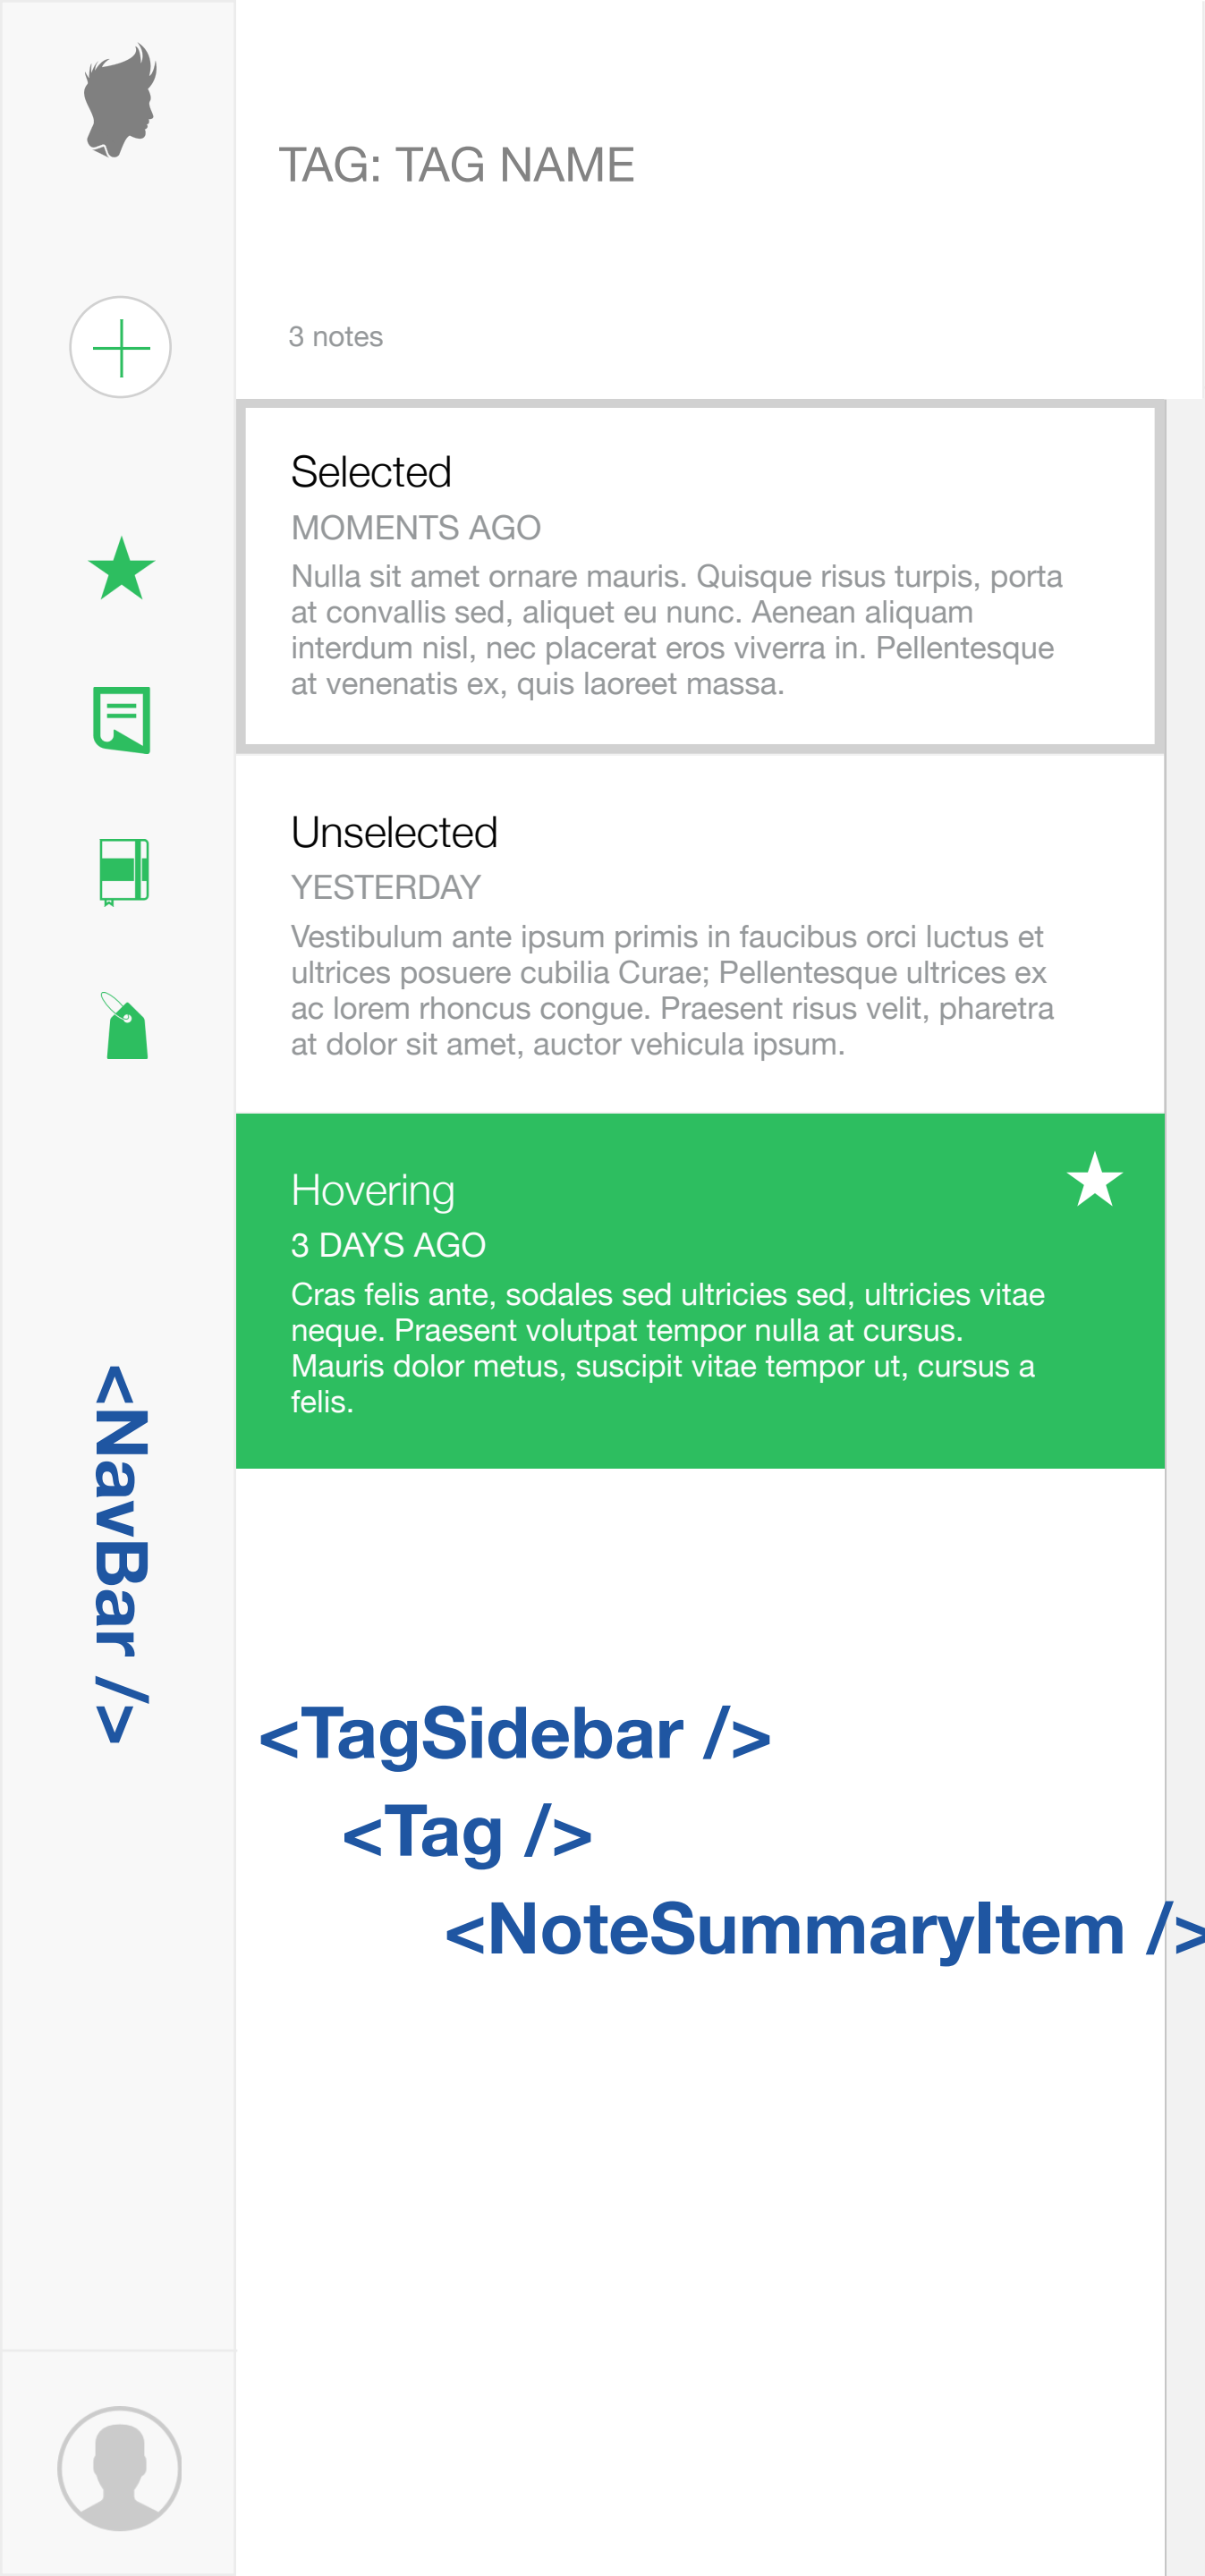 TAG: TAG NAME
3 notes
Selected
MOMENTS AGO
Nulla sit amet ornare mauris. Quisque risus turpis, porta
at convallis sed, aliquet eu nunc. Aenean aliquam
interdum nisl, nec placerat eros viverra in. Pellentesque
at venenatis ex, quis laoreet massa.
Unselected
YESTERDAY
Vestibulum ante ipsum primis in faucibus orci luctus et
ultrices posuere cubilia Curae; Pellentesque ultrices ex
ac lorem rhoncus congue. Praesent risus velit, pharetra
at dolor sit amet, auctor vehicula ipsum.
Hovering
3 DAYS AGO
Cras felis ante, sodales sed ultricies sed, ultricies vitae
neque. Praesent volutpat tempor nulla at cursus.
Mauris dolor metus, suscipit vitae tempor ut, cursus a
felis.
<NavBar />
<TagSidebar />
<Tag />
<NoteSummaryItem />